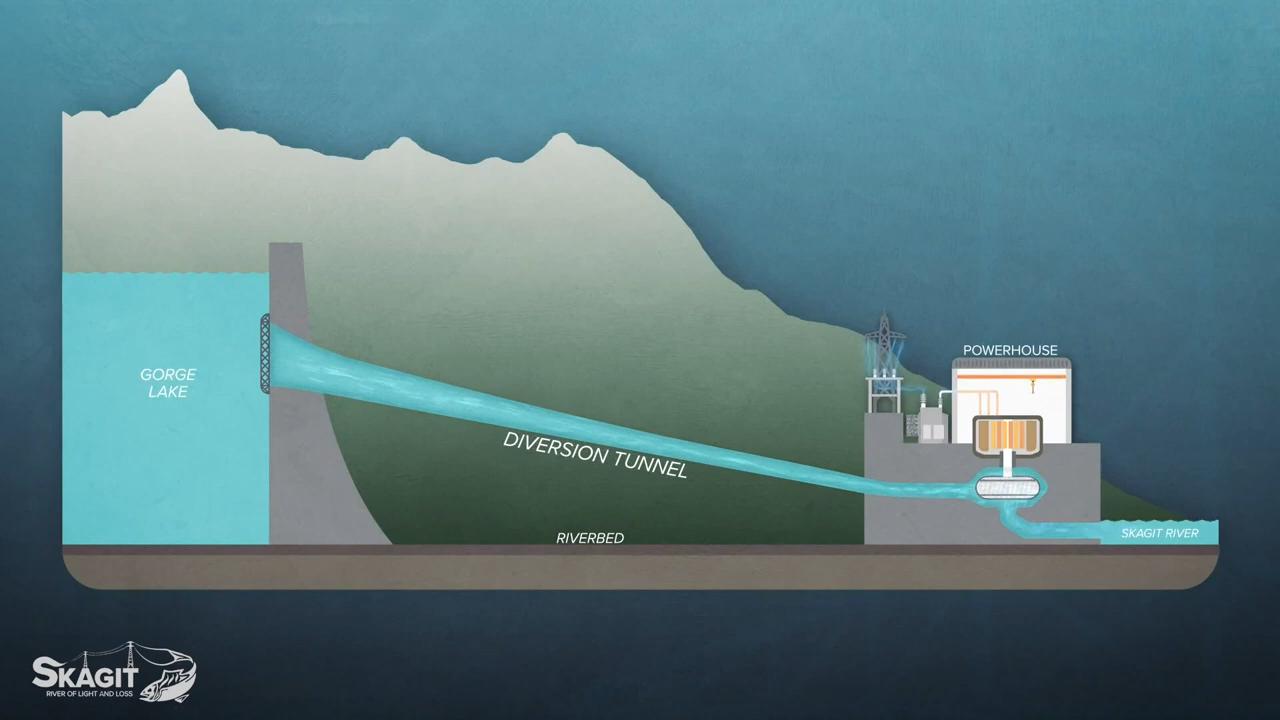 POWERHOUSE
GORGE
LAKE
DIVERSION TUNNEL
SKAGIT RIVER
RIVERBED
SKAGIT
RIVER OF LIGHT AND LOSS